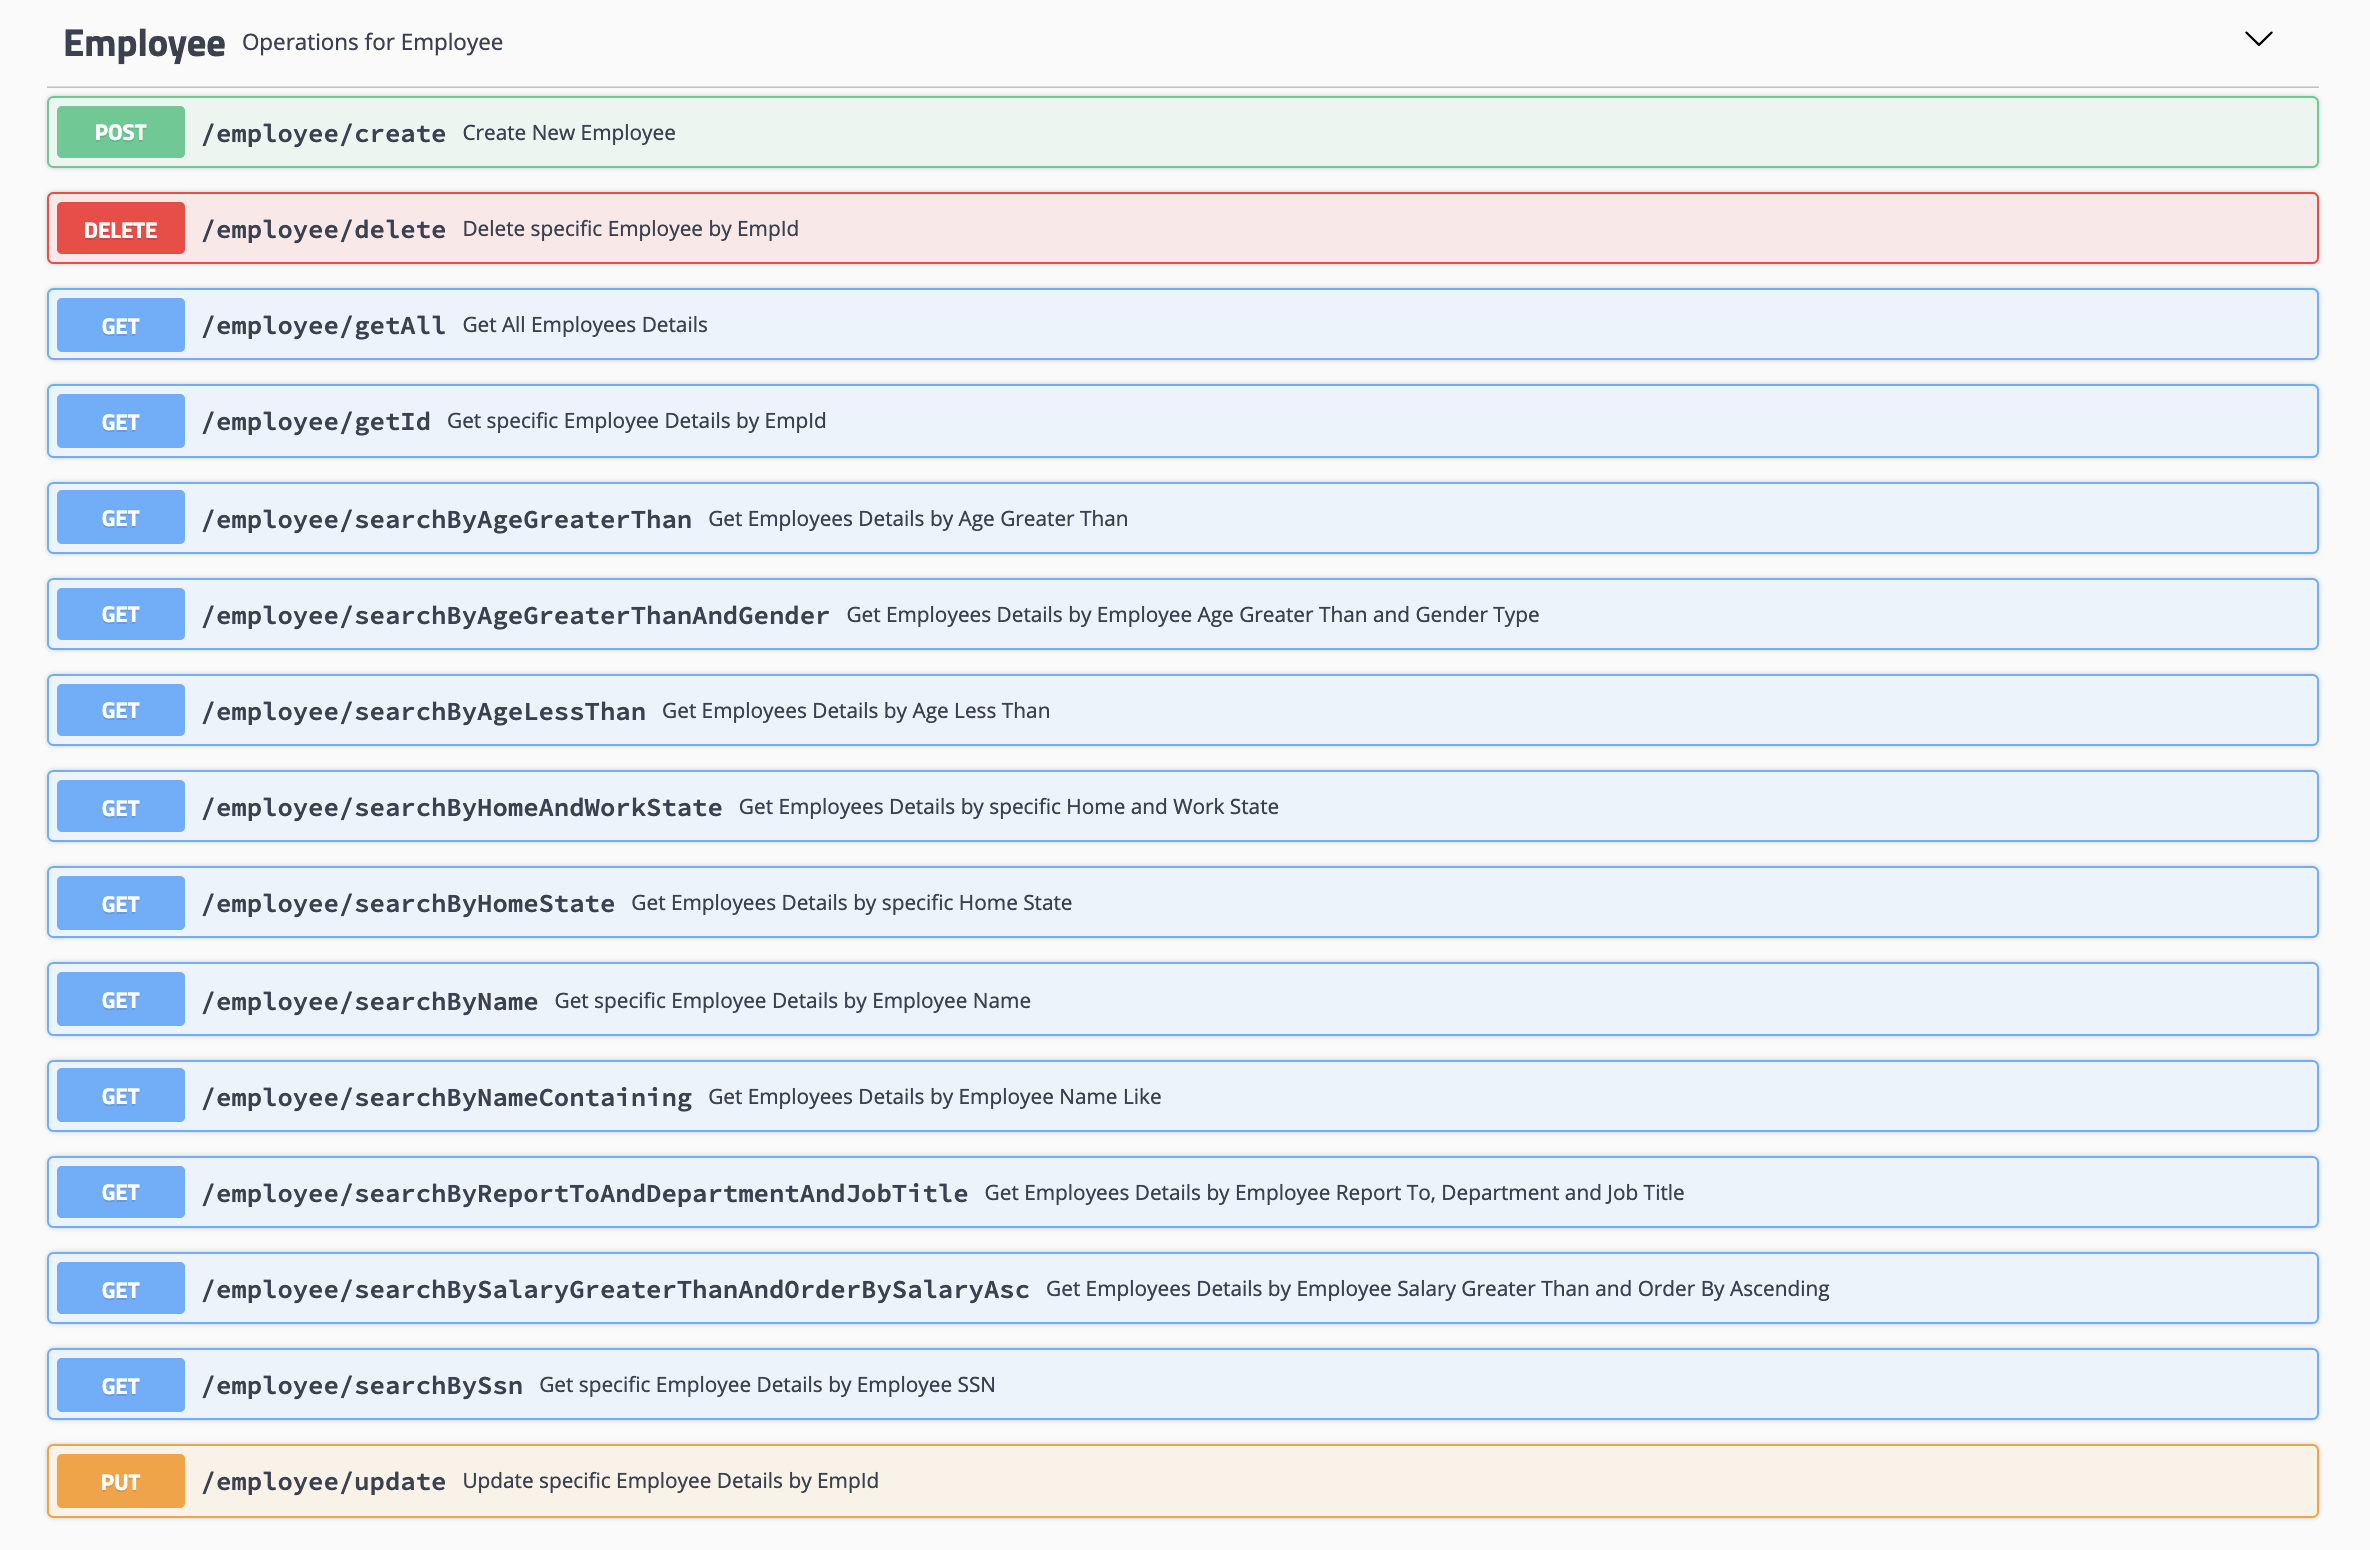 Employee Operations for Employee
POST /employee/create Create New Employee
DELETE /employee/delete Delete specific Employee by EmpId
GET /employee/getAll Get All Employees Details
GET /employee/getId Get specific Employee Details by EmpId
GET /employee/searchByAgeGreaterThan Get Employees Details by Age Greater Than
GET /employee/searchByAgeGreaterThanAndGender Get Employees Details by Employee Age Greater Than and Gender Type
GET /employee/searchByAgeLessThan Get Employees Details by Age Less Than
GET /employee/searchByHomeAndWorkState Get Employees Details by specific Home and Work State
GET /employee/searchByHomeState Get Employees Details by specific Home State
GET /employee/searchByName Get specific Employee Details by Employee Name
GET /employee/searchByNameContaining Get Employees Details by Employee Name Like
GET /employee/searchByReportToAndDepartmentAndJobTitle Get Employees Details by Employee Report To, Department and Job Title
GET /employee/searchBySalaryGreaterThanAndOrderBySalaryAsc Get Employees Details by Employee Salary Greater Than and Order By Ascending
GET /employee/searchBySsn Get specific Employee Details by Employee SSN
PUT /employee/update Update specific Employee Details by EmpId